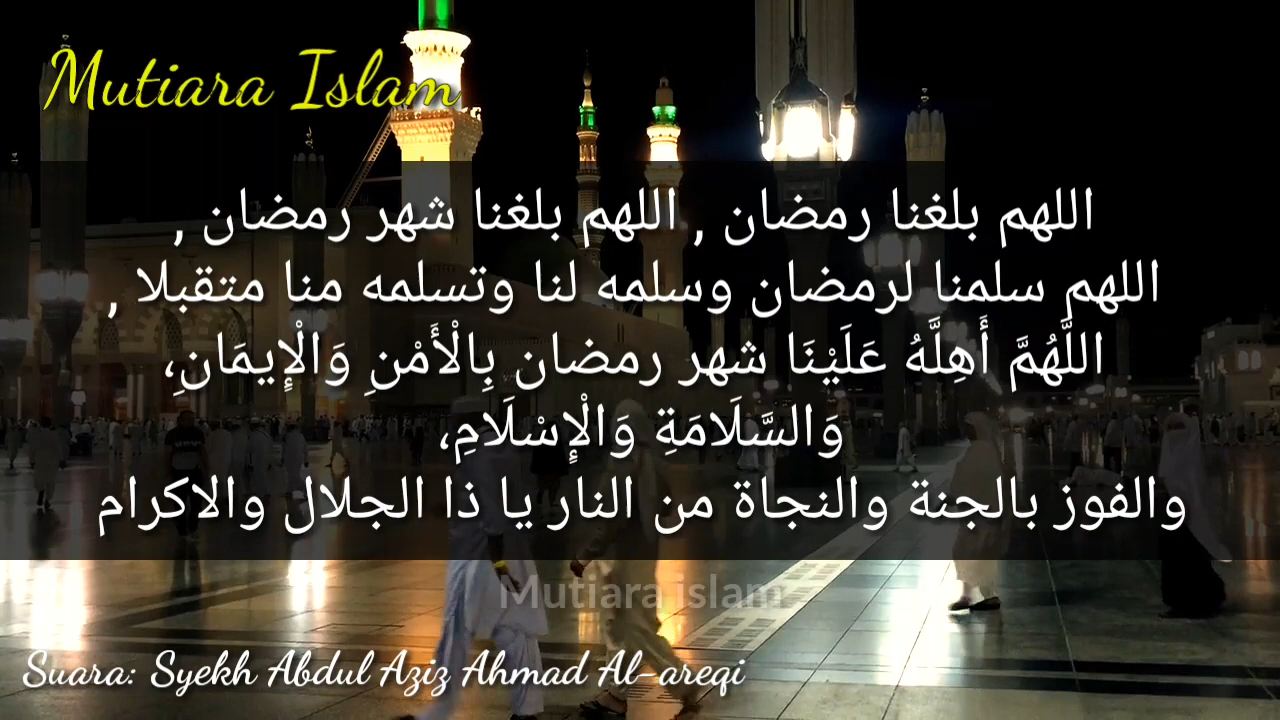 Mutiara Islam
اللهم بلغنا رمضان , اللهم بلغنا شهر رمضان ,
اللهم سلمنا لرمضان وسلمه لنا وتسلمه منا متقبلا ,
اللَّهُمَّ أَهِلَّهُ عَلَيْنَا شهر رمضان بِالْأَمْنِ وَالْإِيمَانِ،
وَالسَّلَامَةِ وَالْإِسْلَامِ،
والفوز بالجنة والنجاة من النار يا ذا الجلال والاكرام
Mutiara islam
Suara: Syekh Abdul Aziz Ahmad Al-areqi